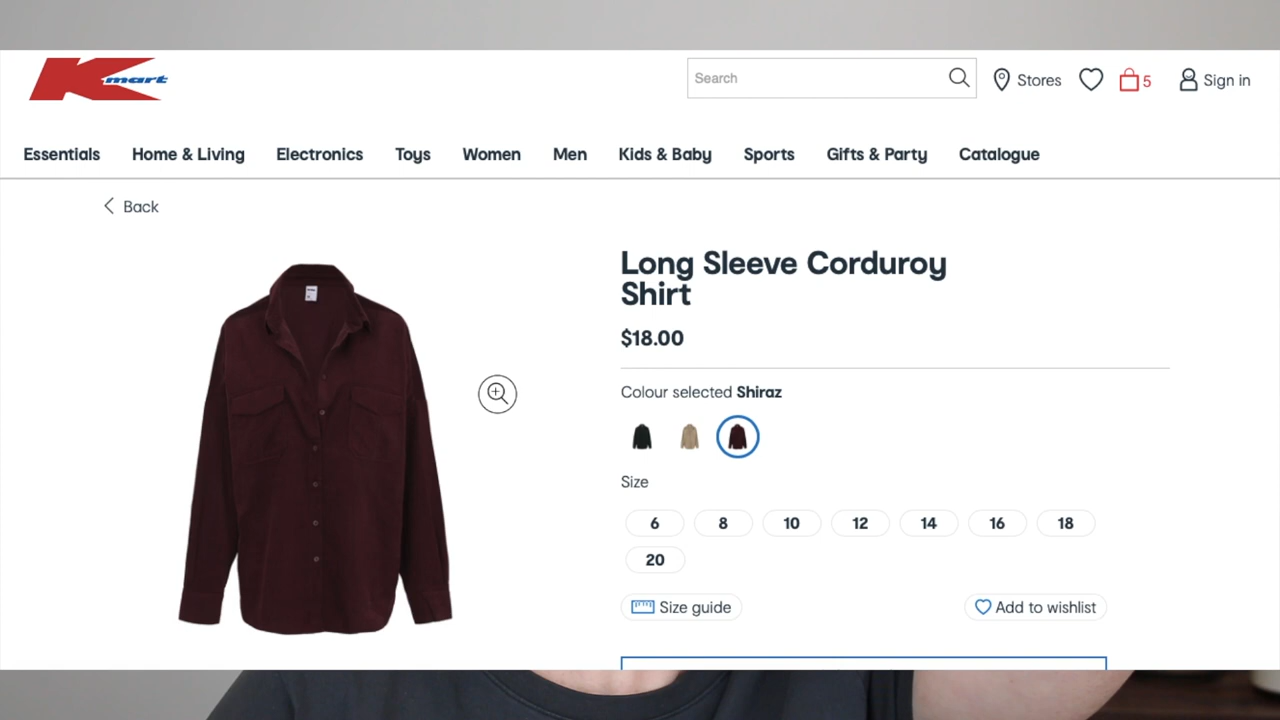 Kmart
Search
Stores
5
Sign in
Essentials
Home & Living
Electronics
Toys
Women
Men
Kids & Baby
Sports
Gifts & Party
Catalogue
Back
Long Sleeve Corduroy
Shirt
$18.00
Colour selected Shiraz
Size
6
8
10
12
14
16
18
20
Size guide
Add to wishlist